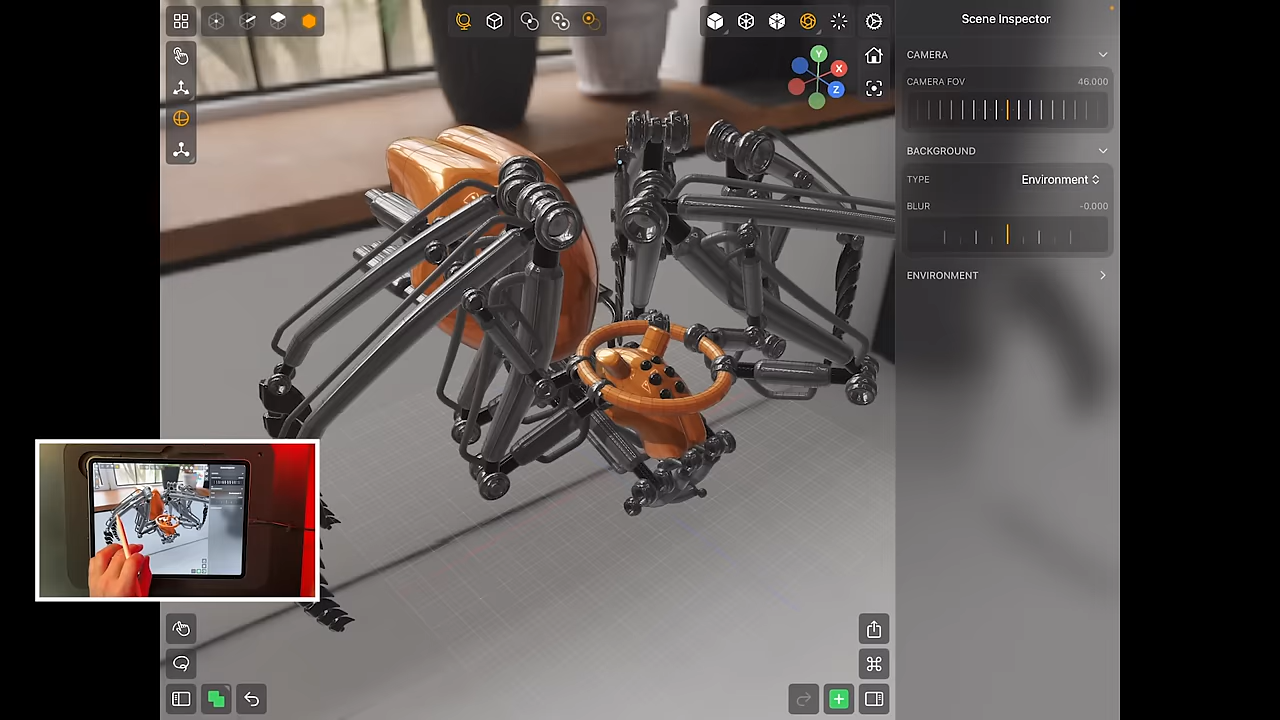 Scene Inspector
CAMERA
CAMERA FOV 46.000
BACKGROUND
TYPE Environment
BLUR -0.000
ENVIRONMENT
Y
X
Z